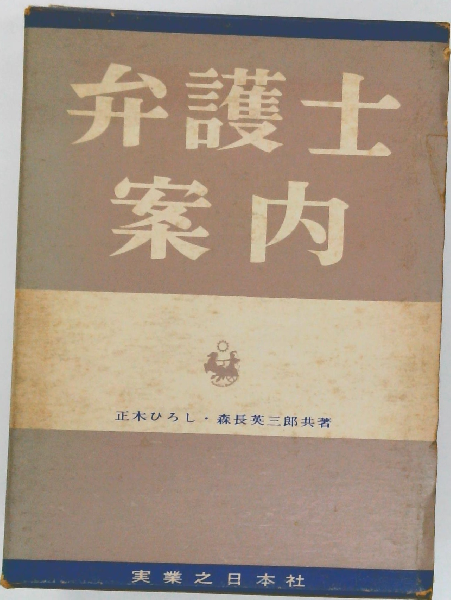 弁護士
案内
正木ひろし・森長英三郎共著
実業之日本社